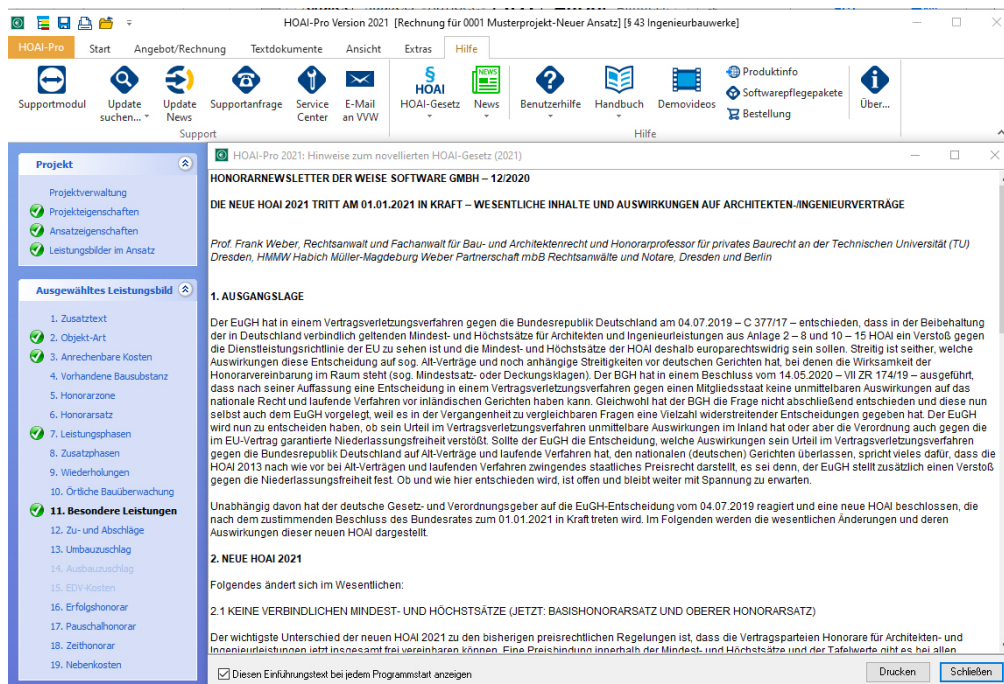 HOAI-Pro Version 2021 [Rechnung für 0001 Musterprojekt-Neuer Ansatz] [§ 43 Ingenieurbauwerke]
HOAI-Pro Start Angebot/Rechnung Textdokumente Ansicht Extras Hilfe
Supportmodul
Update suchen...
Update News
Supportanfrage
Service Center
E-Mail an VVW
Support
§ HOAI
HOAI-Gesetz
NEWS
News
Benutzerhilfe
Handbuch
Demovideos
Produktinfo
Softwarepflegepakete
Bestellung
Über...
Hilfe
Projekt
Projektverwaltung
Projekteigenschaften
Ansatzeigenschaften
Leistungsbilder im Ansatz
Ausgewähltes Leistungsbild
1. Zusatztext
2. Objekt-Art
3. Anrechenbare Kosten
4. Vorhandene Bausubstanz
5. Honorarzone
6. Honorarsatz
7. Leistungsphasen
8. Zusatzphasen
9. Wiederholungen
10. Örtliche Bauüberwachung
11. Besondere Leistungen
12. Zu- und Abschläge
13. Umbauzuschlag
14. Ausbauzuschlag
15. EDV-Kosten
16. Erfolgshonorar
17. Pauschalhonorar
18. Zeithonorar
19. Nebenkosten
HOAI-Pro 2021: Hinweise zum novellierten HOAI-Gesetz (2021)
HONORARNEWSLETTER DER WEISE SOFTWARE GMBH – 12/2020
DIE NEUE HOAI 2021 TRITT AM 01.01.2021 IN KRAFT – WESENTLICHE INHALTE UND AUSWIRKUNGEN AUF ARCHITEKTEN-/INGENIEURVERTRÄGE
Prof. Frank Weber, Rechtsanwalt und Fachanwalt für Bau- und Architektenrecht und Honorarprofessor für privates Baurecht an der Technischen Universität (TU)
Dresden, HMMW Habich Müller-Magdeburg Weber Partnerschaft mbB Rechtsanwälte und Notare, Dresden und Berlin
1. AUSGANGSLAGE
Der EuGH hat in einem Vertragsverletzungsverfahren gegen die Bundesrepublik Deutschland am 04.07.2019 – C 377/17 – entschieden, dass in der Beibehaltung
der in Deutschland verbindlich geltenden Mindest- und Höchstsätze für Architekten und Ingenieurleistungen aus Anlage 2 – 8 und 10 – 15 HOAI ein Verstoß gegen
die Dienstleistungsrichtlinie der EU zu sehen ist und die Mindest- und Höchstsätze der HOAI deshalb europarechtswidrig sein sollen. Streitig ist seither, welche
Auswirkungen diese Entscheidung auf sog. Alt-Verträge und noch anhängige Streitigkeiten vor deutschen Gerichten hat, bei denen die Wirksamkeit der
Honorarvereinbarung im Raum steht (sog. Mindestsatz- oder Deckungsklagen). Der BGH hat in einem Beschluss vom 14.05.2020 – VII ZR 174/19 – ausgeführt,
dass nach seiner Auffassung eine Entscheidung in einem Vertragsverletzungsverfahren gegen einen Mitgliedsstaat keine unmittelbaren Auswirkungen auf das
nationale Recht und laufende Verfahren vor inländischen Gerichten haben kann. Gleichwohl hat der BGH die Frage nicht abschließend entschieden und diese nun
selbst auch dem EuGH vorgelegt, weil es in der Vergangenheit zu vergleichbaren Fragen eine Vielzahl widerstreitender Entscheidungen gegeben hat. Der EuGH
wird nun zu entscheiden haben, ob sein Urteil im Vertragsverletzungsverfahren unmittelbare Auswirkungen im Inland hat oder aber die Verordnung auch gegen die
im EU-Vertrag garantierte Niederlassungsfreiheit verstößt. Sollte der EuGH die Entscheidung, welche Auswirkungen sein Urteil im Vertragsverletzungsverfahren
gegen die Bundesrepublik Deutschland auf Alt-Verträge und laufende Verfahren hat, den nationalen (deutschen) Gerichten überlassen, spricht vieles dafür, dass die
HOAI 2013 nach wie vor bei Alt-Verträgen und laufenden Verfahren zwingendes staatliches Preisrecht darstellt, es sei denn, der EuGH stellt zusätzlich einen Verstoß
gegen die Niederlassungsfreiheit fest. Ob und wie hier entschieden wird, ist offen und bleibt weiter mit Spannung zu erwarten.
Unabhängig davon hat der deutsche Gesetz- und Verordnungsgeber auf die EuGH-Entscheidung vom 04.07.2019 reagiert und eine neue HOAI beschlossen, die
nach dem zustimmenden Beschluss des Bundesrates zum 01.01.2021 in Kraft treten wird. Im Folgenden werden die wesentlichen Änderungen und deren
Auswirkungen dieser neuen HOAI dargestellt.
2. NEUE HOAI 2021
Folgendes ändert sich im Wesentlichen:
2.1 KEINE VERBINDLICHEN MINDEST- UND HÖCHSTSÄTZE (JETZT: BASISHONORARSATZ UND OBERER HONORARSATZ)
Der wichtigste Unterschied der neuen HOAI 2021 zu den bisherigen preisrechtlichen Regelungen ist, dass die Vertragsparteien Honorare für Architekten- und
Ingenieurleistungen jetzt insgesamt frei vereinbaren können. Eine Preisbindung innerhalb der Mindest- und Höchstsätze und der Tafelwerte gibt es bei allen
Diesen Einführungstext bei jedem Programmstart anzeigen
Drucken
Schließen